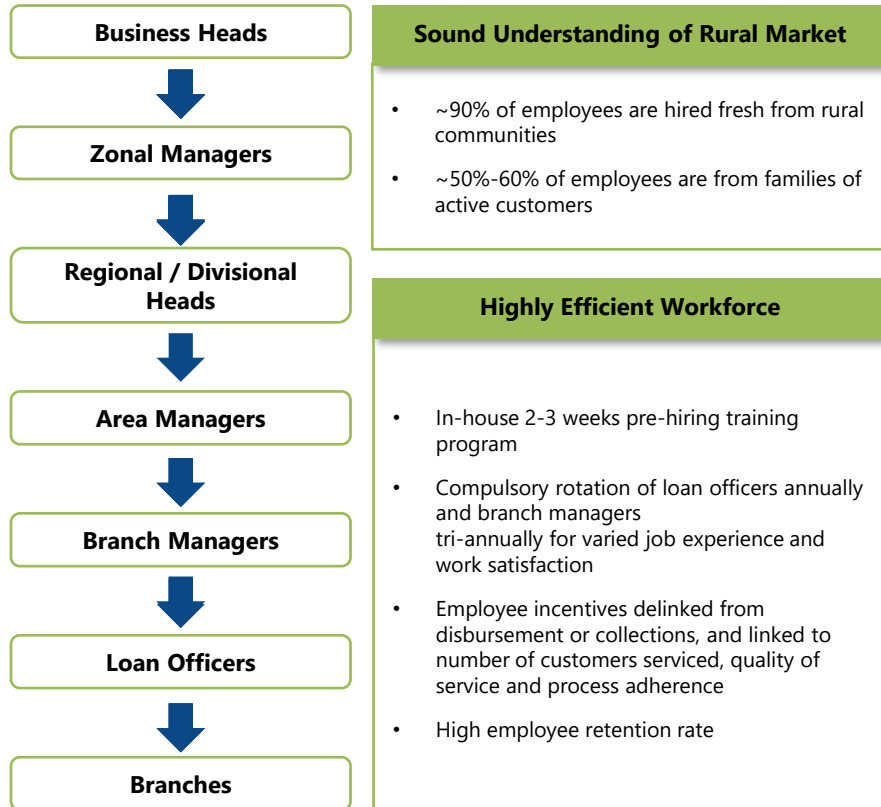 Business Heads
Zonal Managers
Regional / Divisional
Heads
Area Managers
Branch Managers
Loan Officers
Branches
Sound Understanding of Rural Market
• ~90% of employees are hired fresh from rural
communities
• ~50%-60% of employees are from families of
active customers
Highly Efficient Workforce
• In-house 2-3 weeks pre-hiring training
program
• Compulsory rotation of loan officers annually
and branch managers
tri-annually for varied job experience and
work satisfaction
• Employee incentives delinked from
disbursement or collections, and linked to
number of customers serviced, quality of
service and process adherence
• High employee retention rate